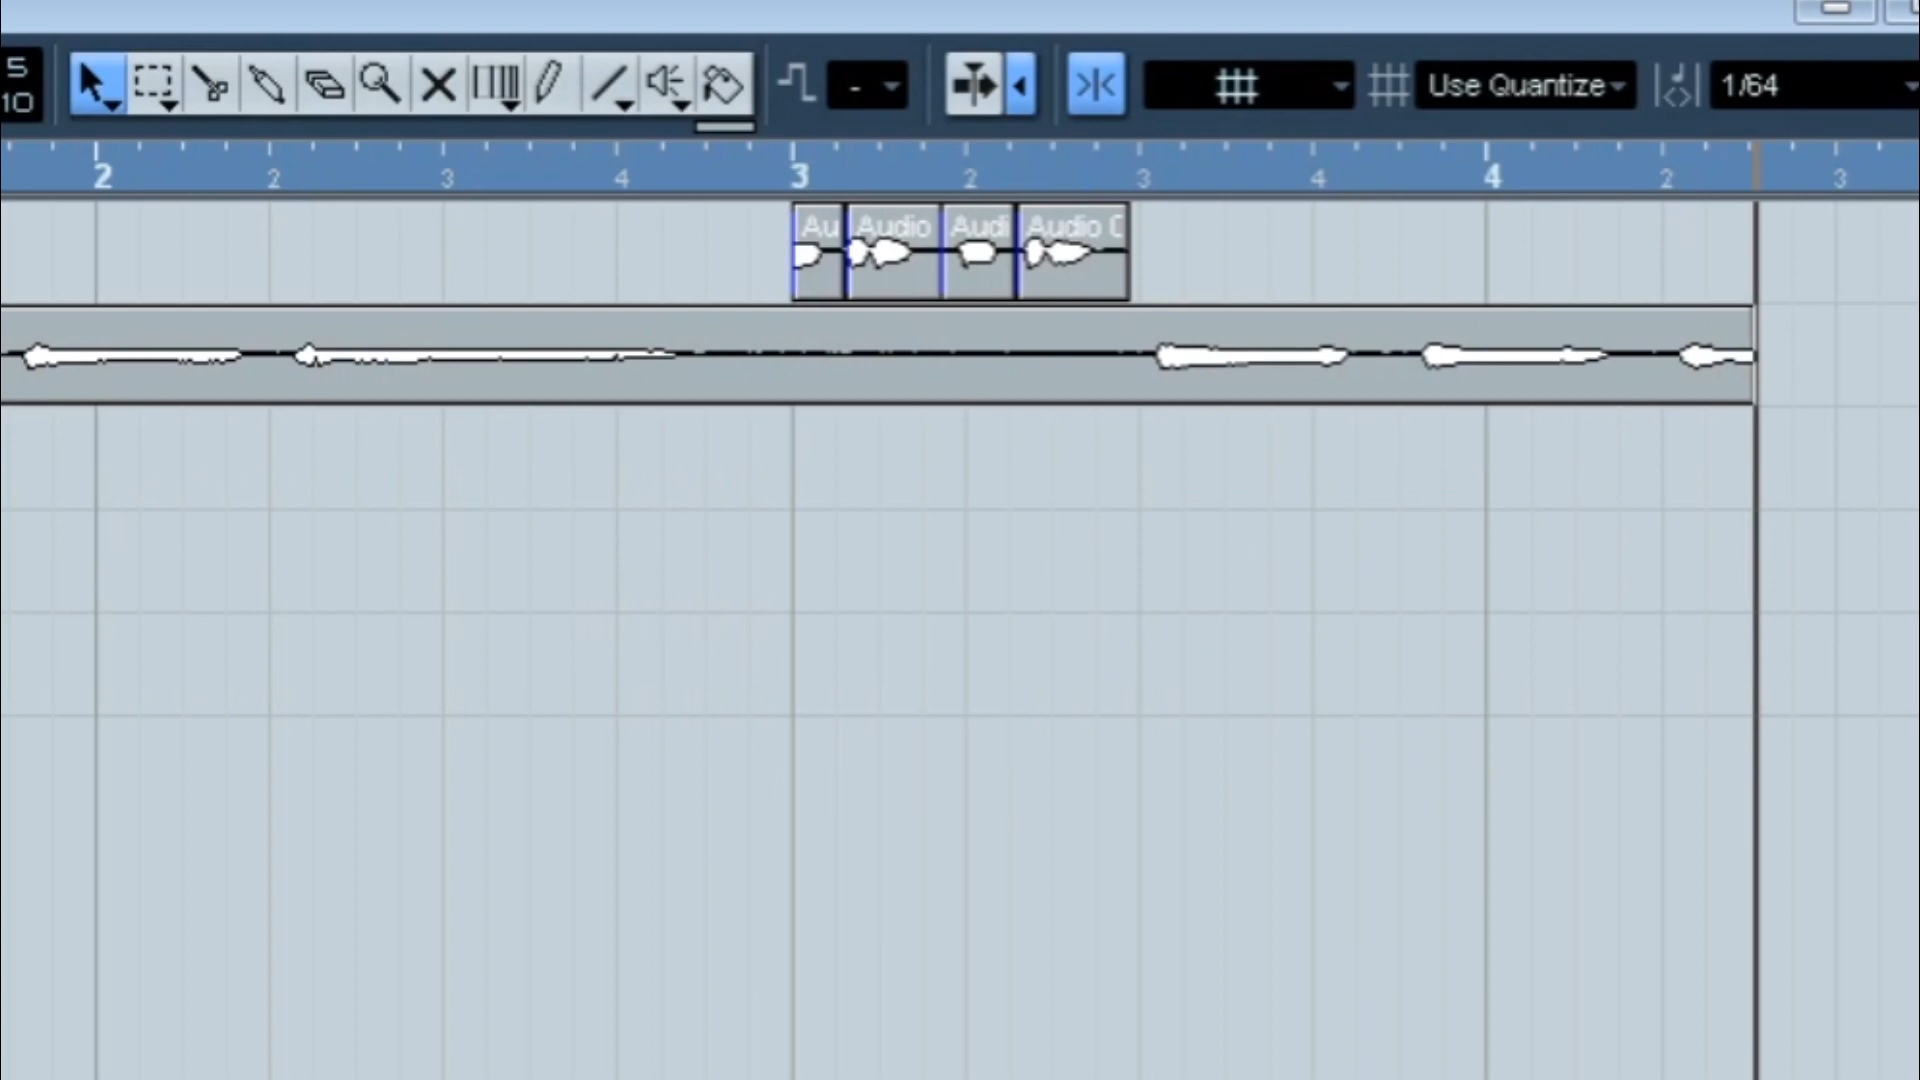 5
10
- Use Quantize 1/64
2 2 3 4 3 2 3 4 4 2 3
Au Audio Audi Audio C